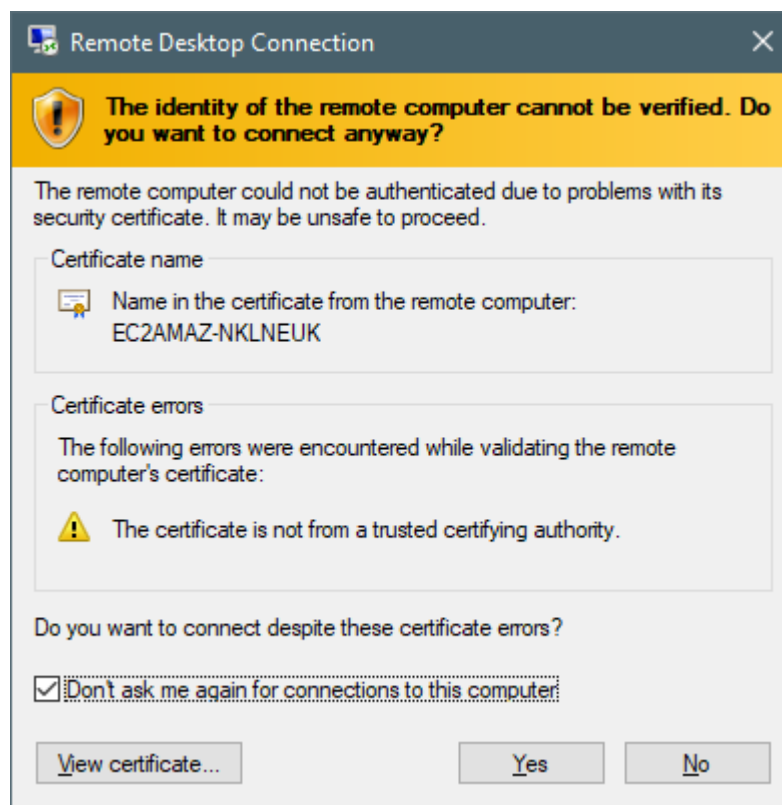 Remote Desktop Connection
The identity of the remote computer cannot be verified. Do
you want to connect anyway?
The remote computer could not be authenticated due to problems with its
security certificate. It may be unsafe to proceed.
Certificate name
Name in the certificate from the remote computer:
EC2AMAZ-NKLNEUK
Certificate errors
The following errors were encountered while validating the remote
computer's certificate:
The certificate is not from a trusted certifying authority.
Do you want to connect despite these certificate errors?
Don't ask me again for connections to this computer
View certificate...
Yes
No